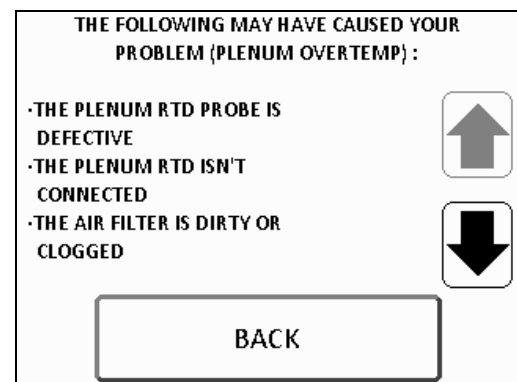 THE FOLLOWING MAY HAVE CAUSED YOUR
PROBLEM (PLENUM OVERTEMP) :
·THE PLENUM RTD PROBE IS
DEFECTIVE
·THE PLENUM RTD ISN'T
CONNECTED
·THE AIR FILTER IS DIRTY OR
CLOGGED
BACK